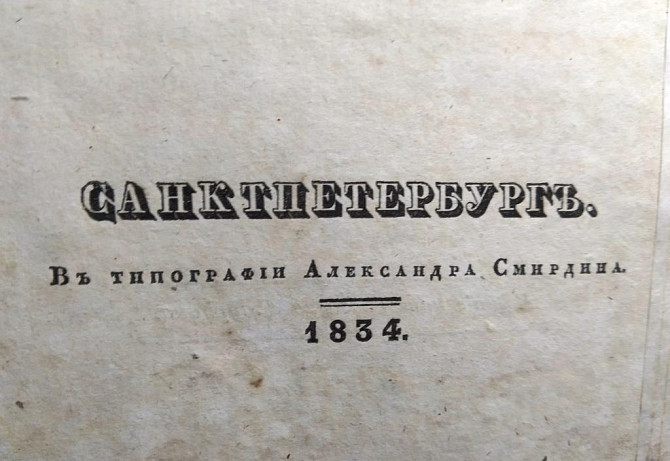 САНКТПЕТЕРБУРГЪ.
Въ типографіи Александра Смирдина.
1834.